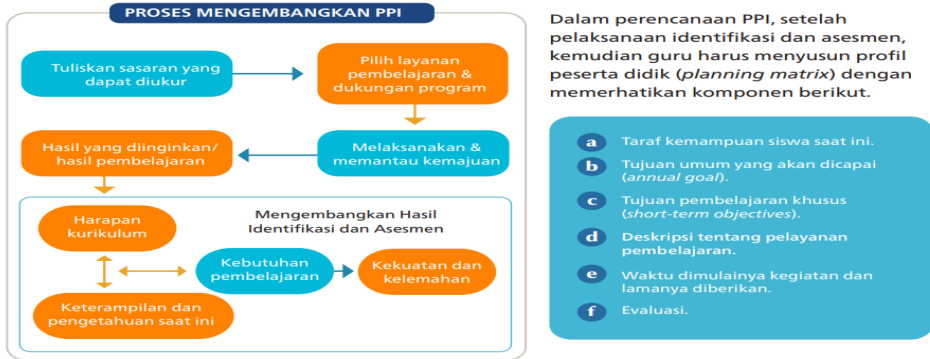 PROSES MENGEMBANGKAN PPI
Tuliskan sasaran yang
dapat diukur
Pilih layanan
pembelajaran &
dukungan program
Hasil yang diinginkan/
hasil pembelajaran
Melaksanakan &
memantau kemajuan
Mengembangkan Hasil
Identifikasi dan Asesmen
Harapan
kurikulum
Kebutuhan
pembelajaran
Kekuatan dan
kelemahan
Keterampilan dan
pengetahuan saat ini
Dalam perencanaan PPI, setelah
pelaksanaan identifikasi dan asesmen,
kemudian guru harus menyusun profil
peserta didik (planning matrix) dengan
memerhatikan komponen berikut.
a Taraf kemampuan siswa saat ini.
b Tujuan umum yang akan dicapai
(annual goal).
c Tujuan pembelajaran khusus
(short-term objectives).
d Deskripsi tentang pelayanan
pembelajaran.
e Waktu dimulainya kegiatan dan
lamanya diberikan.
f Evaluasi.